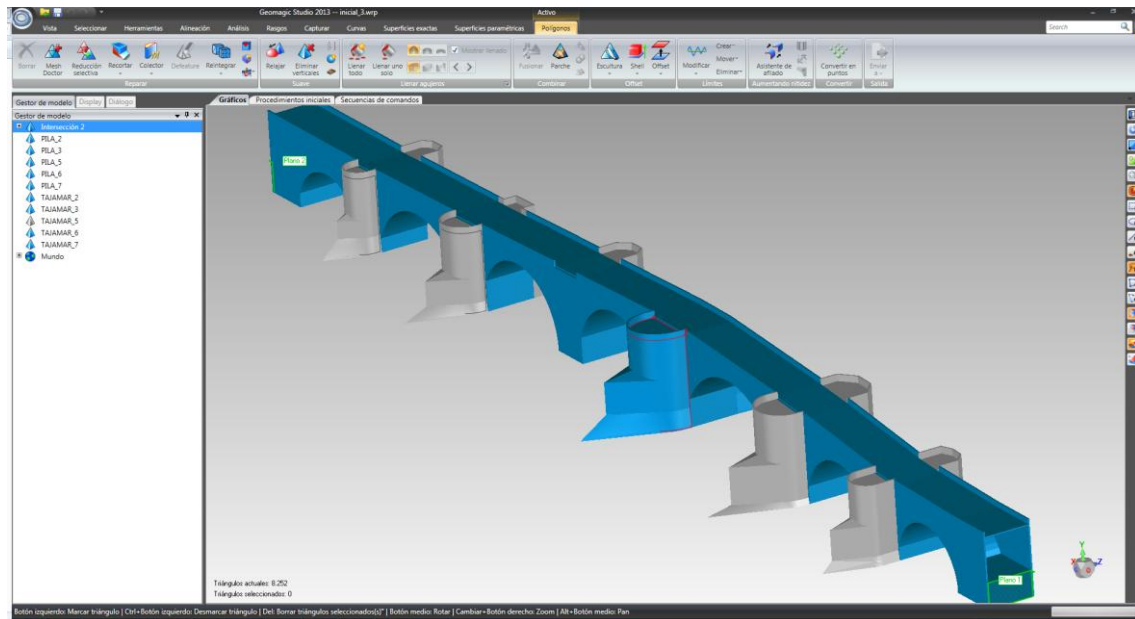 Geomagic Studio 2013 -- inicial_3.wrp
Activo
Vista Seleccionar Herramientas Alineación Análisis Rasgos Capturar Curvas Superficies exactas Superficies paramétricas Polígonos
Search
Borrar Mesh Doctor Reducción selectiva Recortar Colector Defeature Reintegrar
Relajar Eliminar verticales
Llenar todo Llenar uno solo
Mostrar llenado
Fusionar Parche
Escultura Shell Offset
Modificar
Crear
Mover
Eliminar
Asistente de afilado
Convertir en puntos
Enviar a
Reparar Suave Llenar agujeros Combinar Offset Límites Aumentando nitidez Convertir Salida
Gestor de modelo Display Diálogo
Gráficos Procedimientos iniciales Secuencias de comandos
Gestor de modelo
Intersección 2
PILA_2
PILA_3
PILA_5
PILA_6
PILA_7
TAJAMAR_2
TAJAMAR_3
TAJAMAR_5
TAJAMAR_6
TAJAMAR_7
Mundo
Plano 2
Plano 1
Y
X
Z
Triángulos actuales: 8.252
Triángulos seleccionados: 0
Botón izquierdo: Marcar triángulo | Ctrl+Botón izquierdo: Desmarcar triángulo | Del: Borrar triángulos seleccionados(s)" | Botón medio: Rotar | Cambiar+Botón derecho: Zoom | Alt+Botón medio: Pan